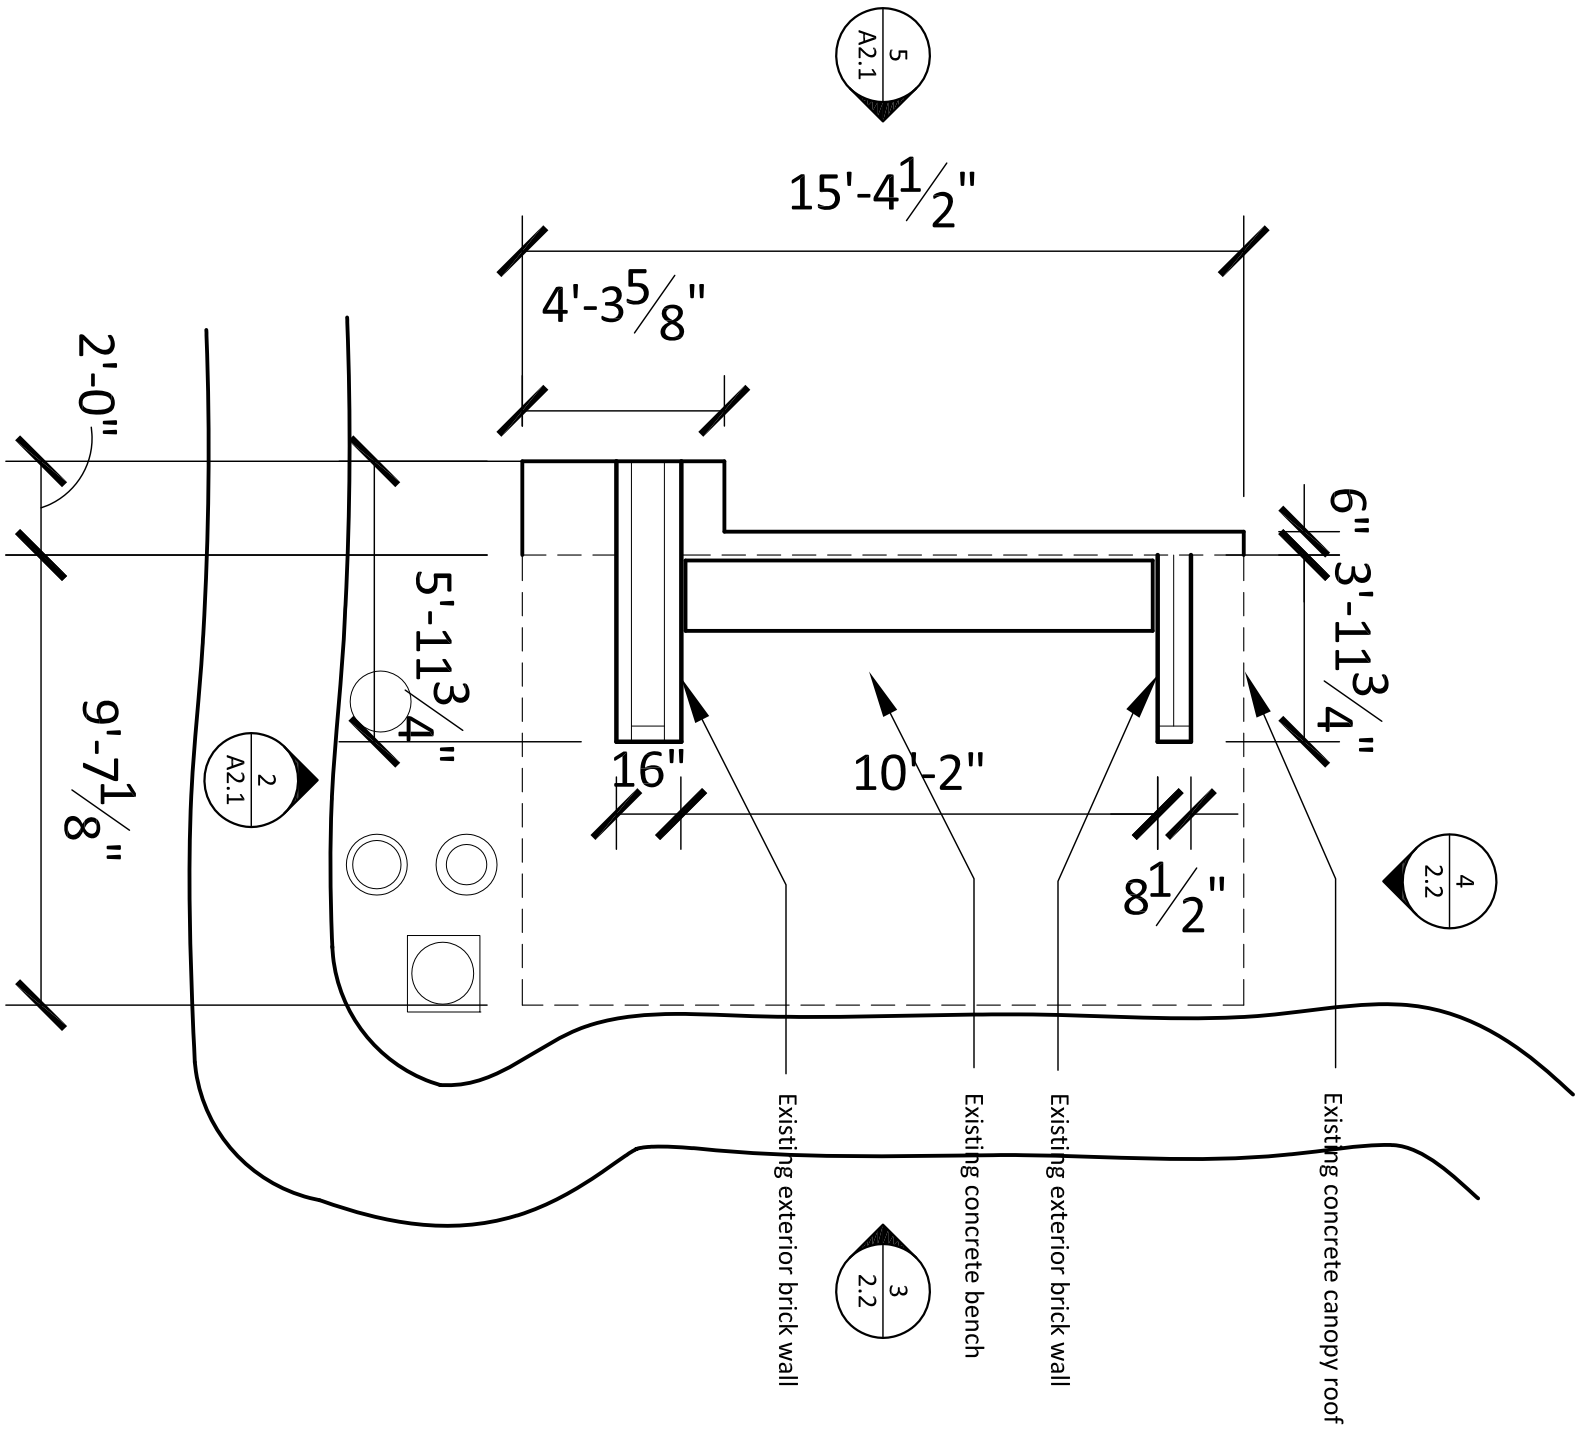 5
A2.1
15'-4 1/2"
4'-3 5/8"
2'-0"
6"
3'-11 3/4"
5'-11 3/4"
9'-7 1/8"
2
A2.1
16"
10'-2"
8 1/2"
4
2.2
Existing exterior brick wall
Existing concrete bench
Existing exterior brick wall
Existing concrete canopy roof
3
2.2